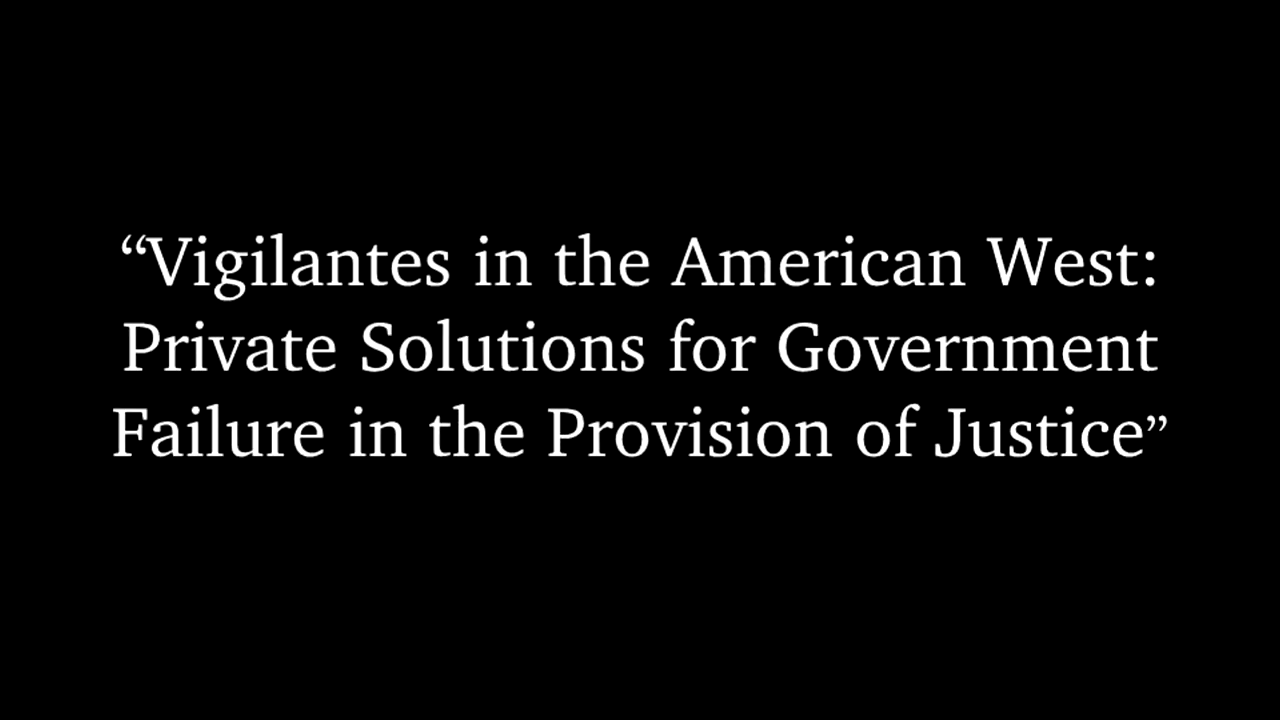 “Vigilantes in the American West:
Private Solutions for Government
Failure in the Provision of Justice”